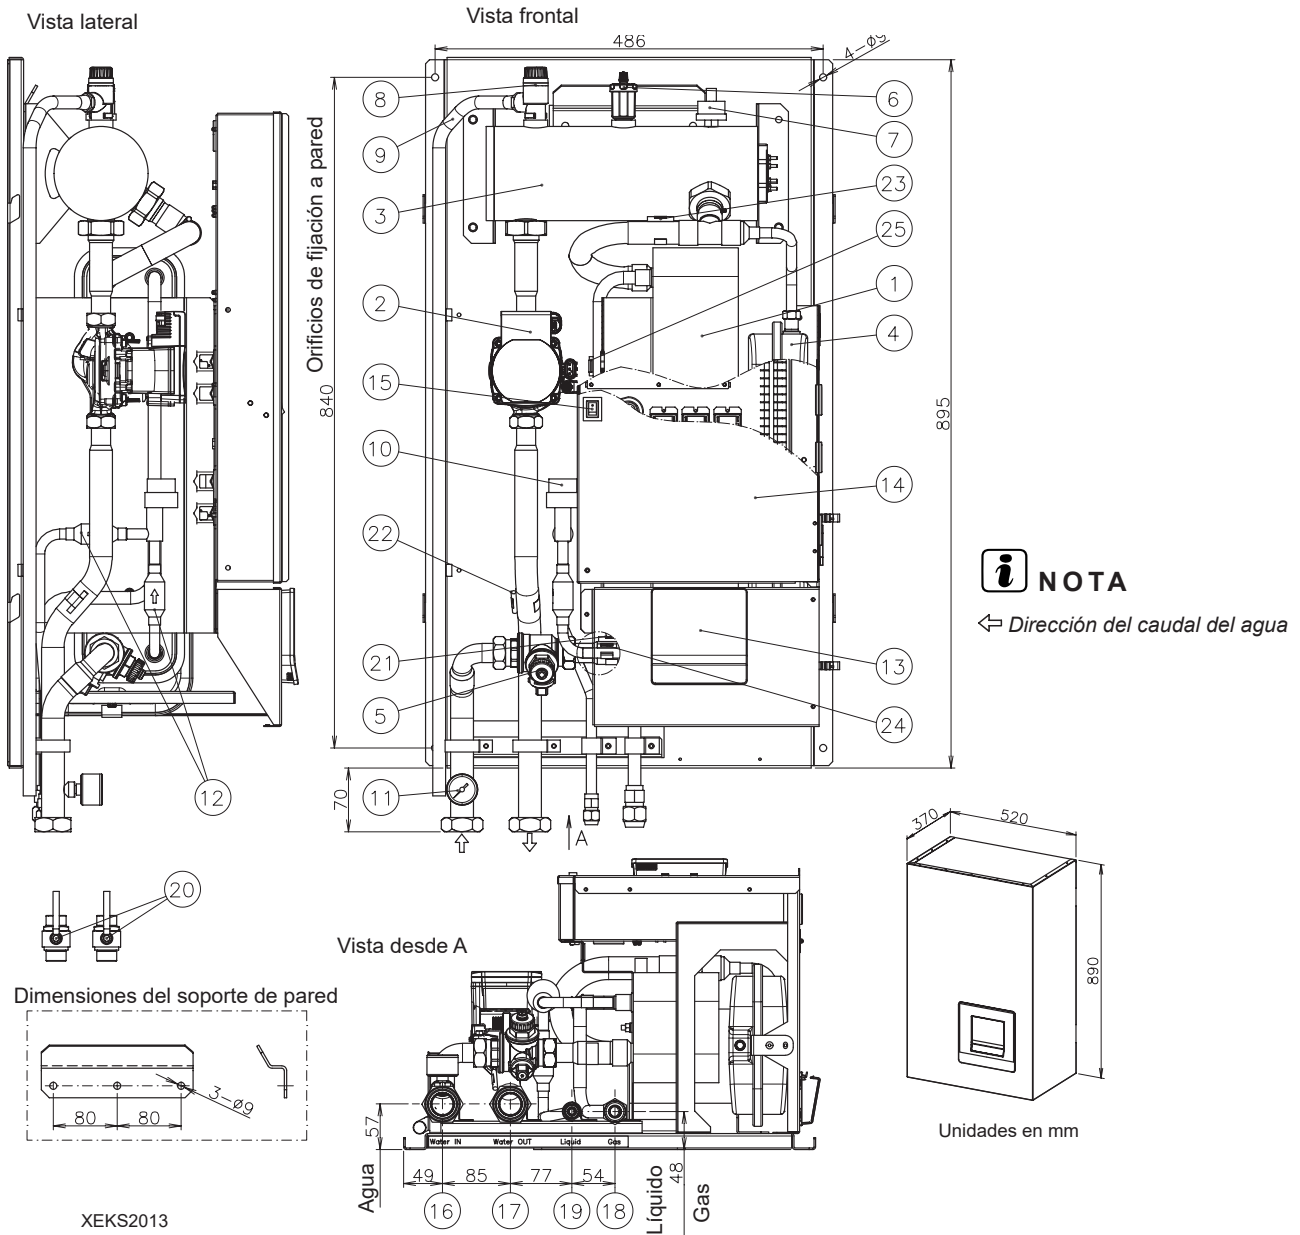 Vista lateral
Vista frontal
486
4-ø9
8
6
9
7
3
23
25
Orificios de fijación a pared
840
2
1
4
15
895
10
14
22
NOTA
Dirección del caudal del agua
21
13
5
24
12
70
11
A
370
520
890
20
Vista desde A
Dimensiones del soporte de pared
3-ø9
80
80
Unidades en mm
57
Water IN
Water OUT
Liquid
Gas
49
85
77
54
48
Agua
Líquido
Gas
16
17
19
18
XEKS2013